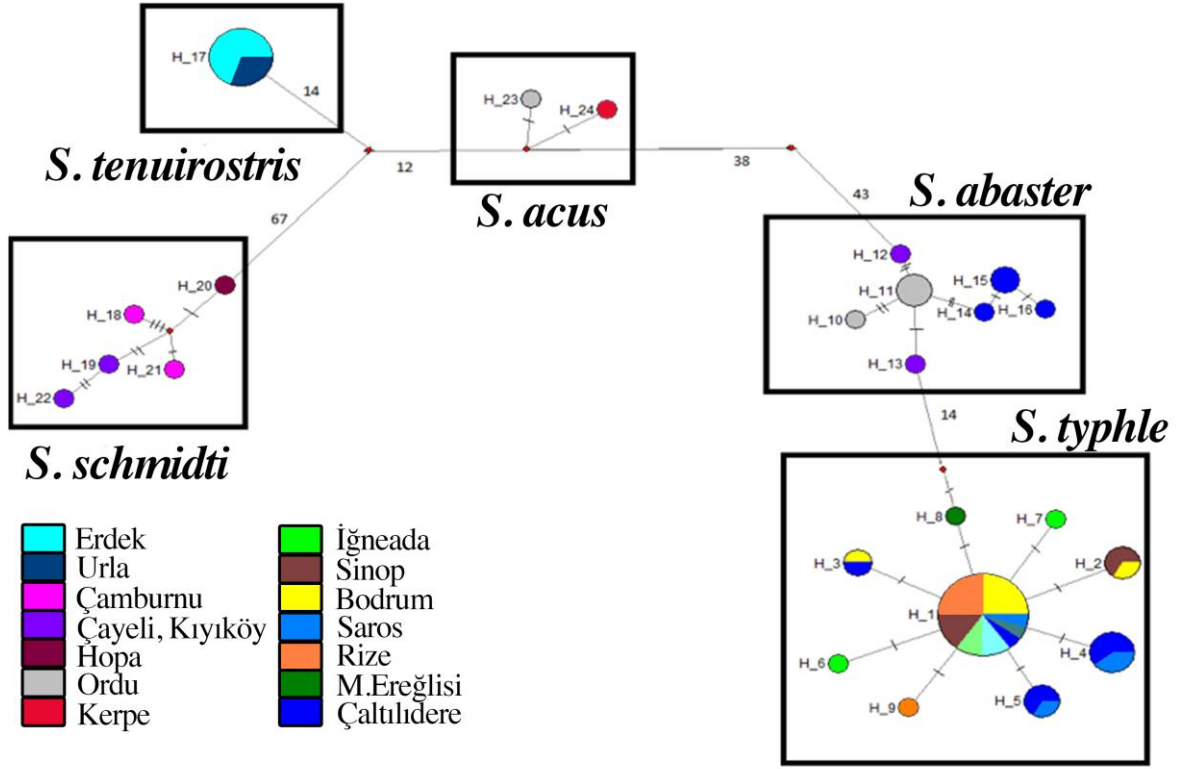 H_17
14
S. tenuirostris
12
H_23
H_24
S. acus
38
43
S. abaster
67
H_20
H_18
H_19
H_21
H_22
S. schmidti
H_12
H_11
H_15
H_10
H_14
H_16
H_13
14
S. typhle
H_8
H_7
H_3
H_2
H_1
H_4
H_6
H_5
H_9
Erdek
Urla
Çamburnu
Çayeli, Kıyıköy
Hopa
Ordu
Kerpe
İğneada
Sinop
Bodrum
Saros
Rize
M.Ereğlisi
Çaltılıdere